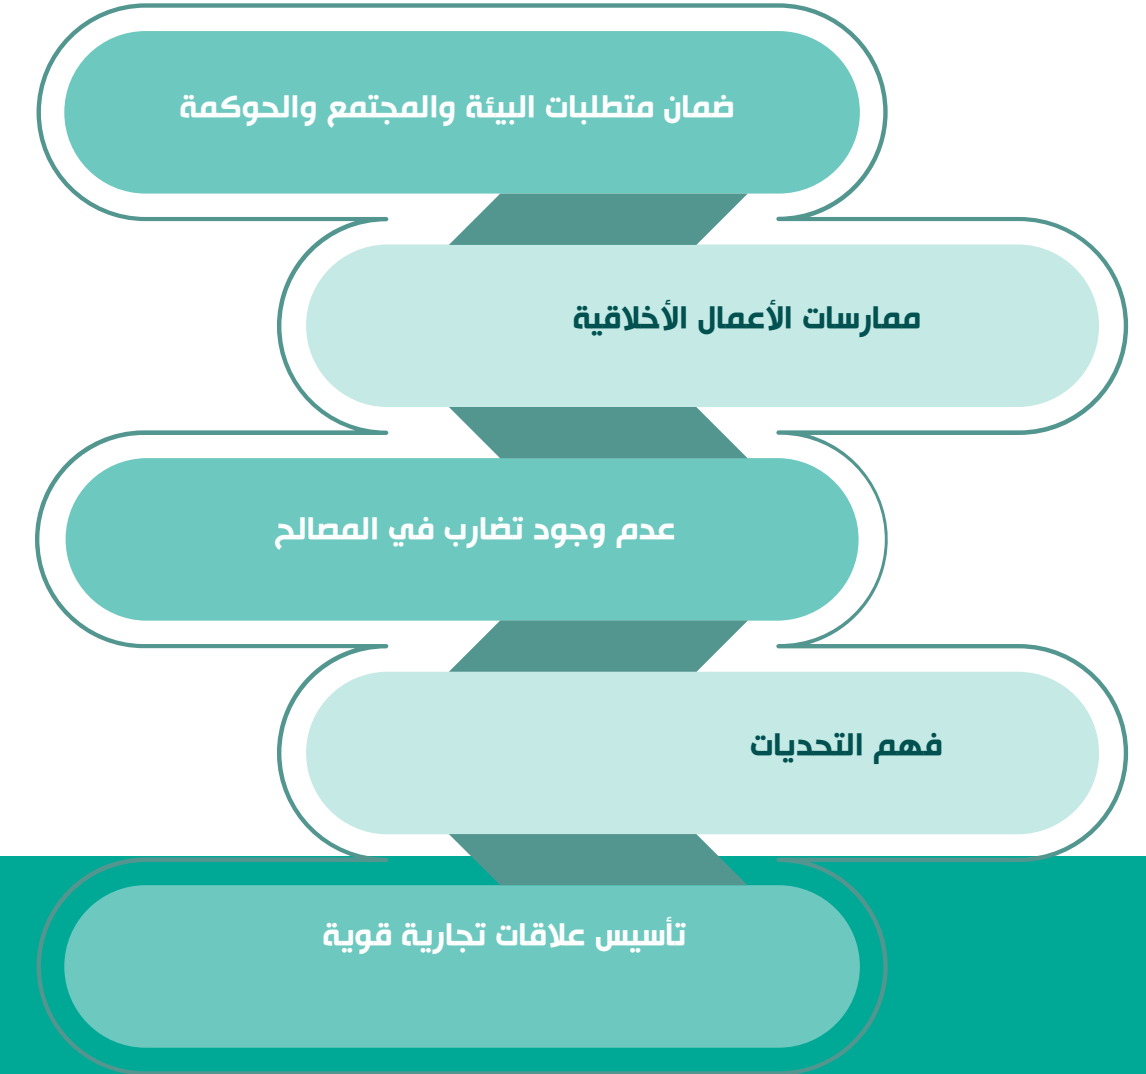 ضمان متطلبات البيئة والمجتمع والحوكمة
ممارسات الأعمال الأخلاقية
عدم وجود تضارب في المصالح
فهم التحديات
تأسيس علاقات تجارية قوية